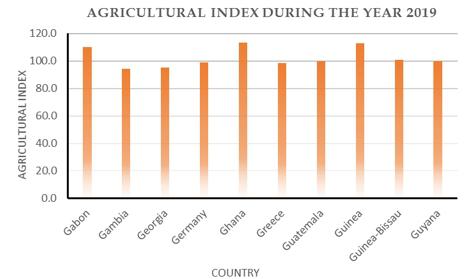 AGRICULTURAL INDEX DURING THE YEAR 2019
AGRICULTURAL INDEX
120.0
100.0
80.0
60.0
40.0
20.0
0.0
Gabon
Gambia
Georgia
Germany
Ghana
Greece
Guatemala
Guinea
Guinea-Bissau
Guyana
COUNTRY